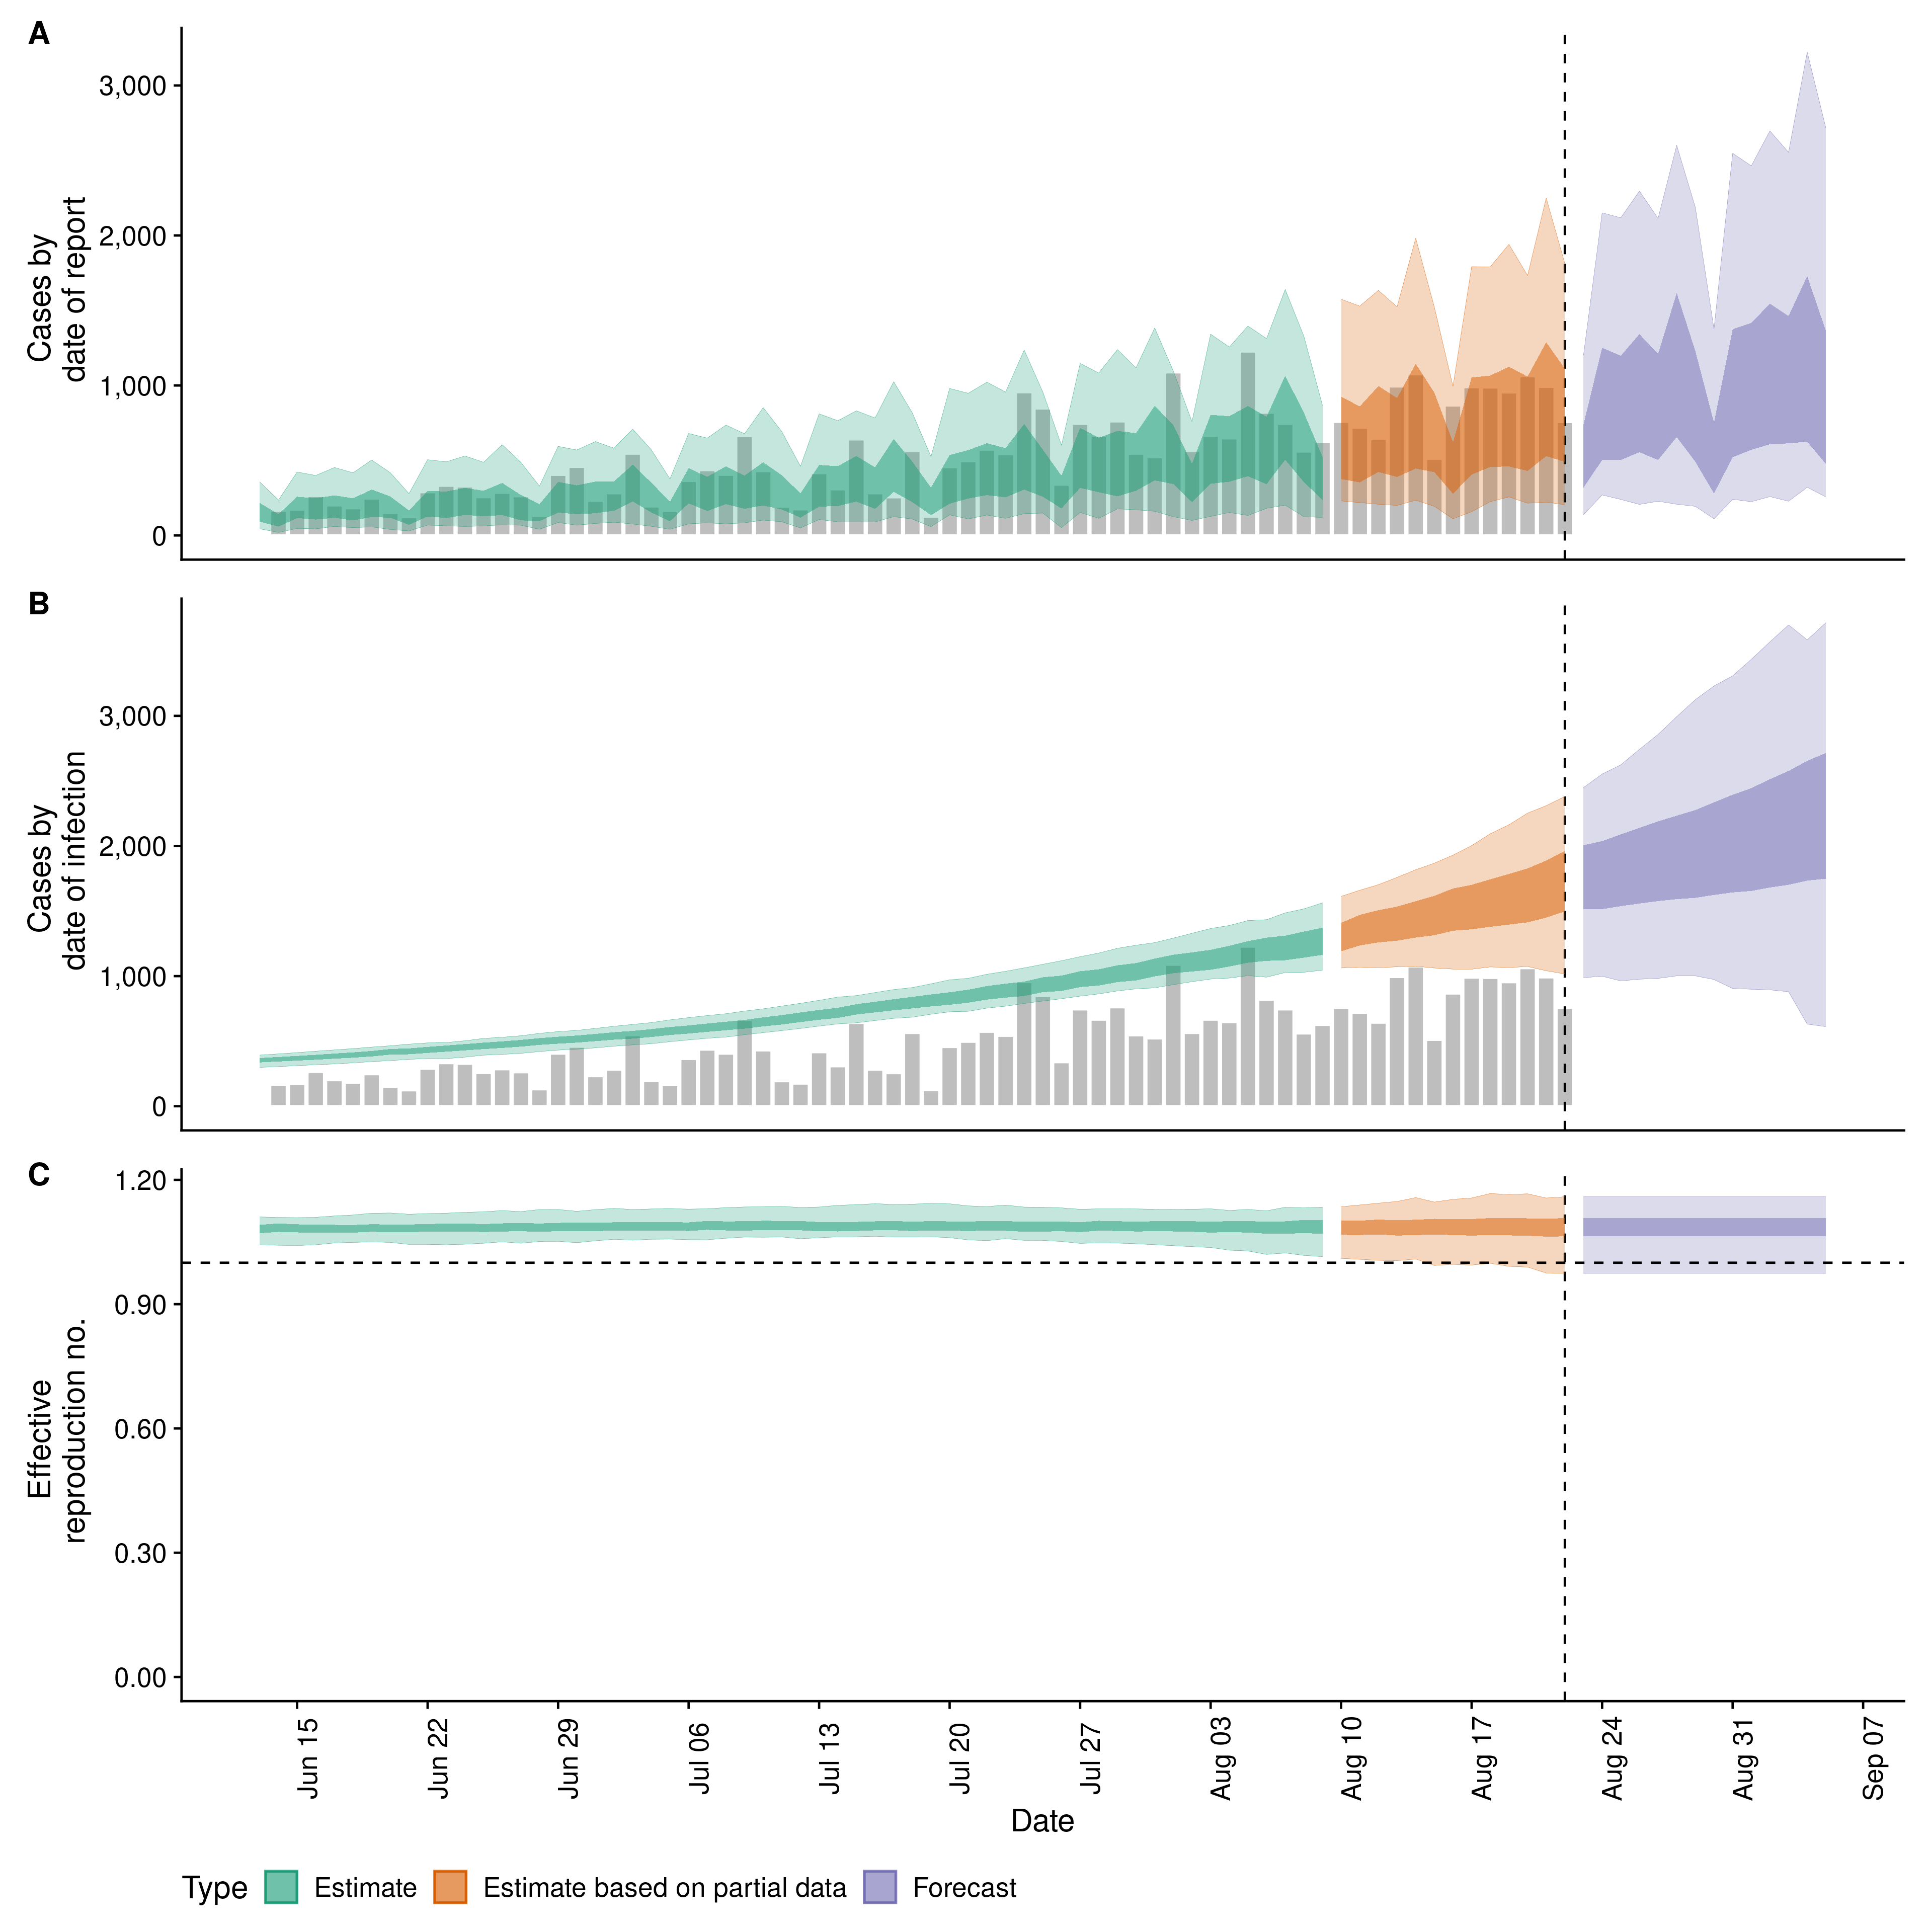 A
3,000
2,000
1,000
0
Cases by
date of report
B
3,000
2,000
1,000
0
Cases by
date of infection
C
1.20
0.90
0.60
0.30
0.00
Effective
reproduction no.
Jun 15
Jun 22
Jun 29
Jul 06
Jul 13
Jul 20
Jul 27
Aug 03
Aug 10
Aug 17
Aug 24
Aug 31
Sep 07
Date
Type Estimate Estimate based on partial data Forecast